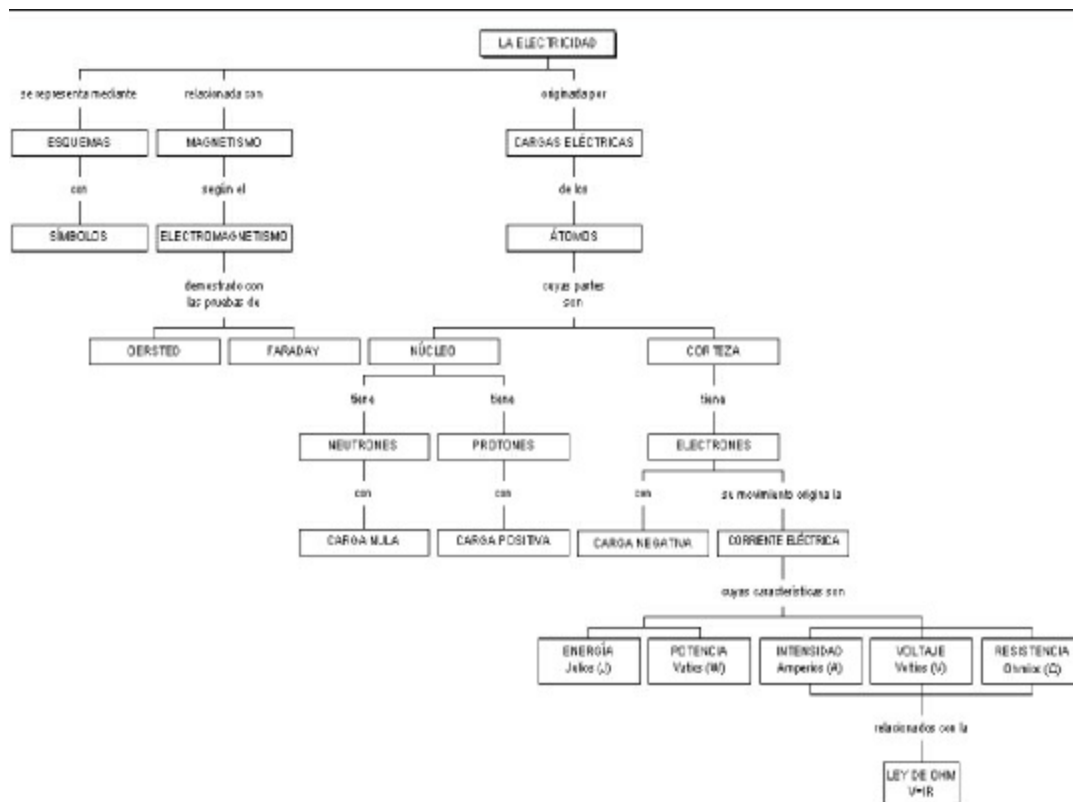 LA ELECTRICIDAD
se representa mediante
relacionada con
originada por
ESQUEMAS
MAGNETISMO
CARGAS ELÉCTRICAS
con
según el
de los
SÍMBOLOS
ELECTROMAGNETISMO
ÁTOMOS
demostrado con
las pruebas de
cuyas partes
son
OERSTED
FARADAY
NÚCLEO
CORTEZA
tiene
tiene
tiene
NEUTRONES
PROTONES
ELECTRONES
con
con
con
su movimiento origina la
CARGA NULA
CARGA POSITIVA
CARGA NEGATIVA
CORRIENTE ELÉCTRICA
cuyas características son
ENERGÍA
Julios (J)
POTENCIA
Vatios (W)
INTENSIDAD
Amperios (A)
VOLTAJE
Voltios (V)
RESISTENCIA
Ohmios (Ω)
relacionados con la
LEY DE OHM
V=IR